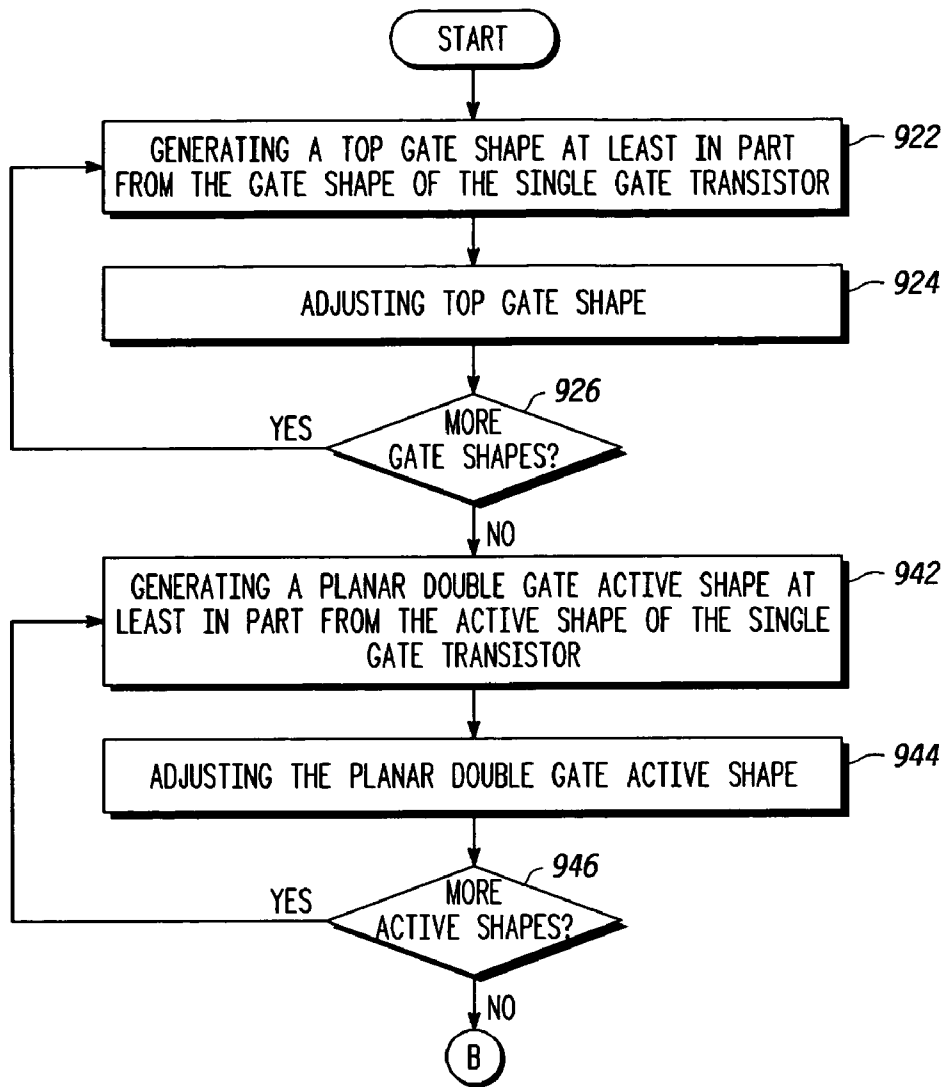 START
GENERATING A TOP GATE SHAPE AT LEAST IN PART
FROM THE GATE SHAPE OF THE SINGLE GATE TRANSISTOR
922
ADJUSTING TOP GATE SHAPE
924
926
MORE
GATE SHAPES?
YES
NO
GENERATING A PLANAR DOUBLE GATE ACTIVE SHAPE AT
LEAST IN PART FROM THE ACTIVE SHAPE OF THE SINGLE
GATE TRANSISTOR
942
ADJUSTING THE PLANAR DOUBLE GATE ACTIVE SHAPE
944
946
MORE
ACTIVE SHAPES?
YES
NO
B